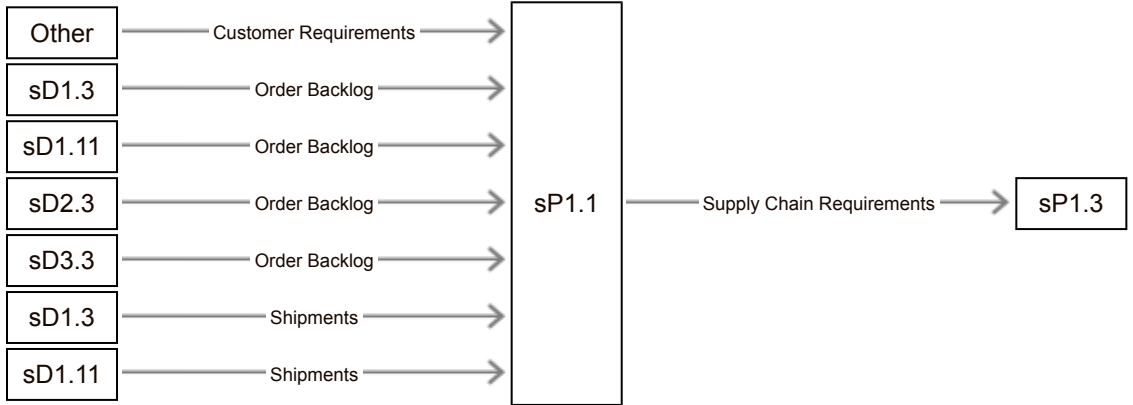 Other
Customer Requirements
sD1.3
Order Backlog
sD1.11
Order Backlog
sD2.3
Order Backlog
sP1.1
Supply Chain Requirements
sP1.3
sD3.3
Order Backlog
sD1.3
Shipments
sD1.11
Shipments